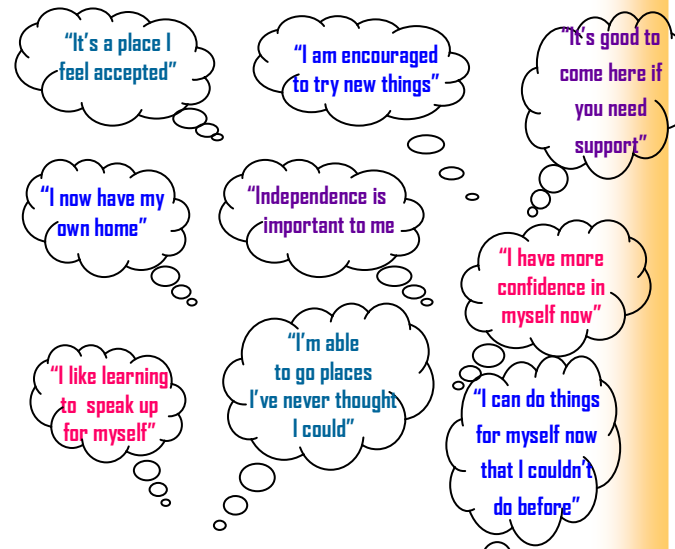 “It’s a place I
feel accepted”
“I am encouraged
to try new things”
“It’s good to
come here if
you need
support”
“I now have my
own home”
“Independence is
important to me
“I have more
confidence in
myself now”
“I like learning
to speak up
for myself”
“I’m able
to go places
I’ve never thought
I could”
“I can do things
for myself now
that I couldn’t
do before”